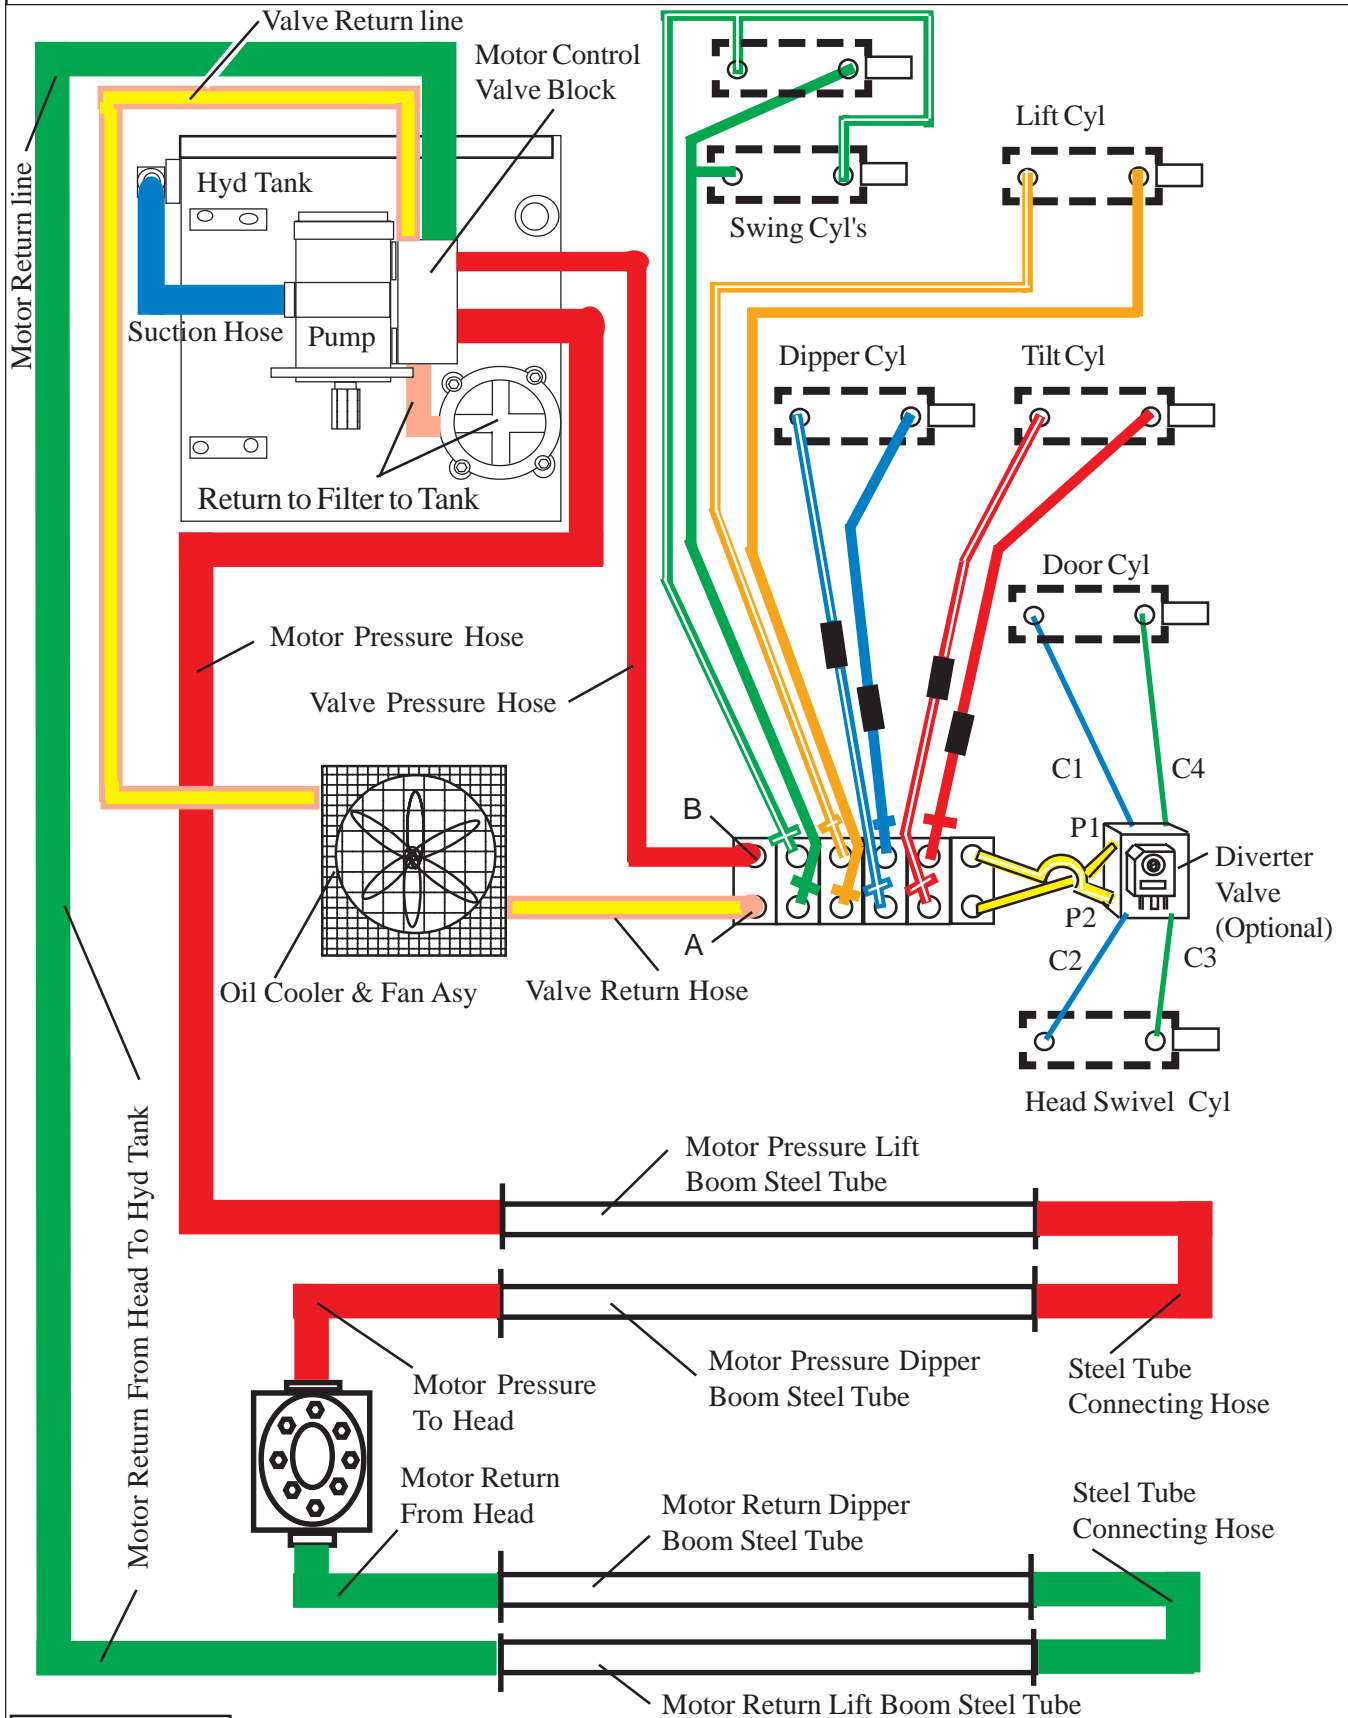 Valve Return line
Motor Control
Valve Block
Lift Cyl
Motor Return line
Hyd Tank
Swing Cyl's
Suction Hose
Pump
Dipper Cyl
Tilt Cyl
Return to Filter to Tank
Door Cyl
Motor Pressure Hose
Valve Pressure Hose
C1
C4
B
P1
Diverter
Valve
(Optional)
P2
A
C2
C3
Oil Cooler & Fan Asy
Valve Return Hose
Head Swivel Cyl
Motor Return From Head To Hyd Tank
Motor Pressure Lift
Boom Steel Tube
Motor Pressure Dipper
Boom Steel Tube
Steel Tube
Connecting Hose
Motor Pressure
To Head
Motor Return
From Head
Motor Return Dipper
Boom Steel Tube
Steel Tube
Connecting Hose
Motor Return Lift Boom Steel Tube